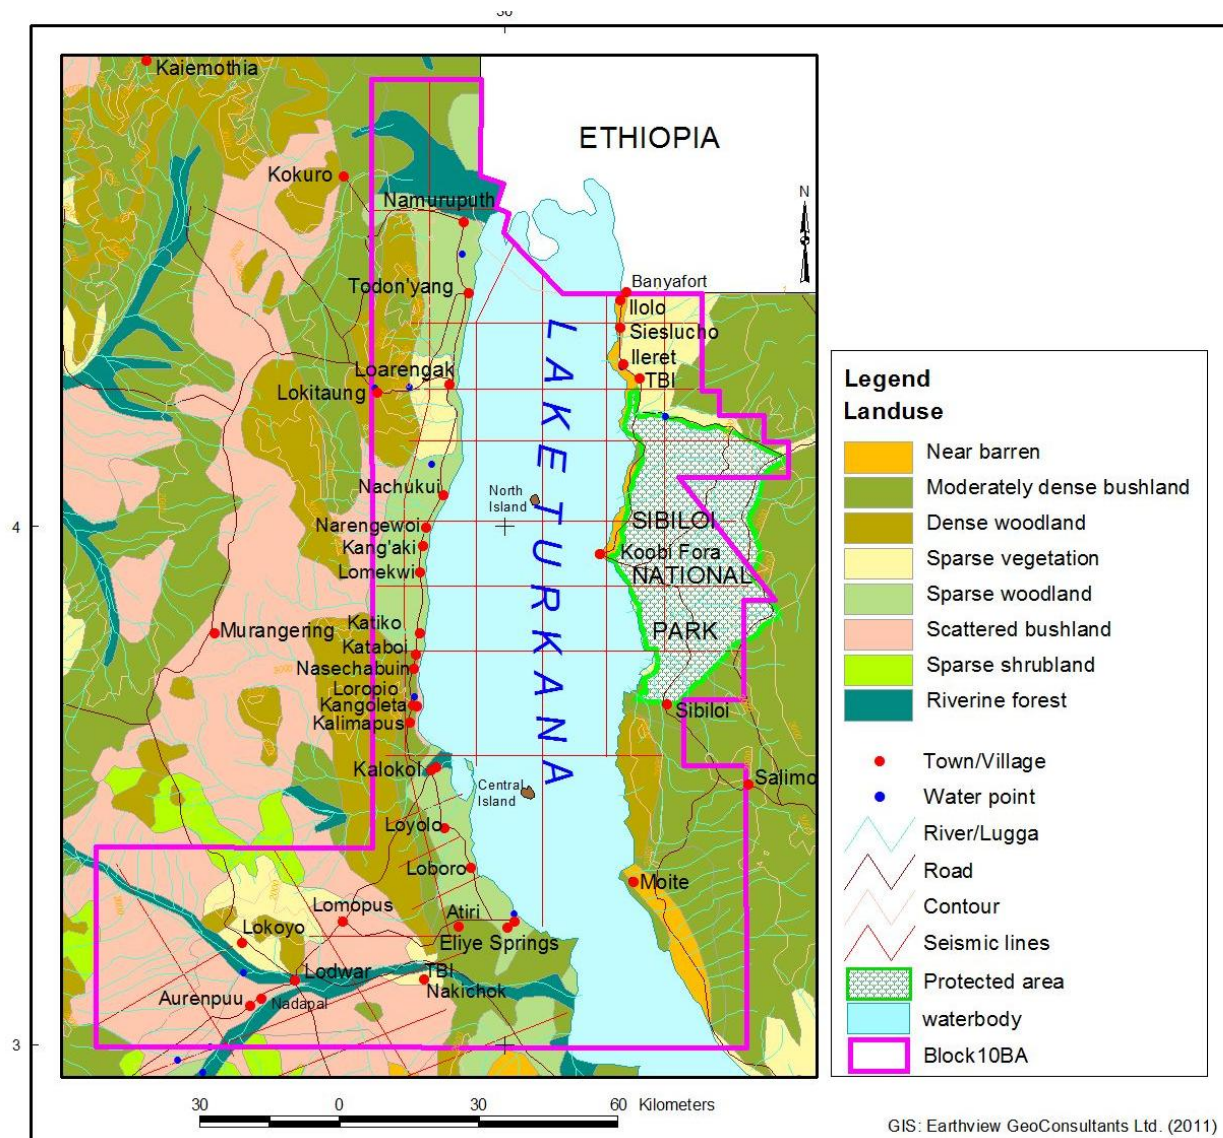 36
Kaiemothia
ETHIOPIA
Kokuro
N
Namuruputh
Todon'yang
Banyafort
Ilolo
Sieslucho
Ileret
TBI
Loarengak
Lokitaung
LAKE TURKANA
Nachukui
North
Island
4
Narengewoi
Kang'aki
Lomekwi
SIBILOI
Koobi Fora
NATIONAL
PARK
Murangering
Katiko
Kataboi
Nasechabuin
Loropio
Kangoleta
Kalimapus
Sibiloi
Kalokol
Central
Island
Salimo
Loyolo
Loboro
Moite
Lomopus
Atiri
Lokoyo
Eliye Springs
Lodwar
TBI
Nakichok
Aurenpuu
Nadapal
3
Legend
Landuse
Near barren
Moderately dense bushland
Dense woodland
Sparse vegetation
Sparse woodland
Scattered bushland
Sparse shrubland
Riverine forest
Town/Village
Water point
River/Lugga
Road
Contour
Seismic lines
Protected area
waterbody
Block10BA
30 0 30 60 Kilometers
GIS: Earthview GeoConsultants Ltd. (2011)